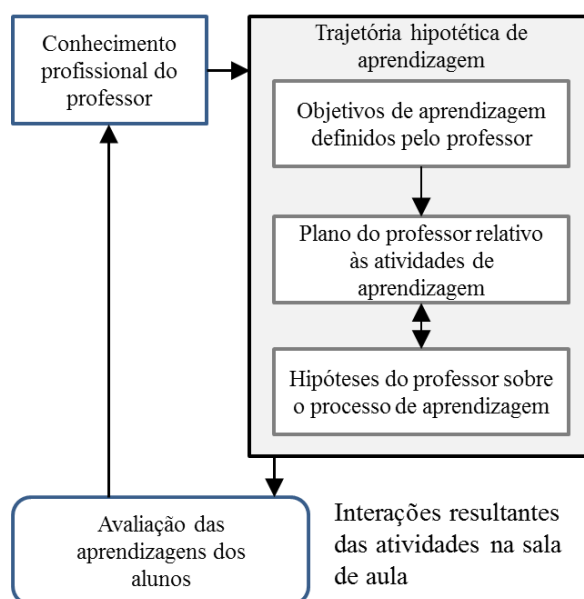 Conhecimento
profissional do
professor
Trajetória hipotética de
aprendizagem
Objetivos de aprendizagem
definidos pelo professor
Plano do professor relativo
às atividades de
aprendizagem
Hipóteses do professor sobre
o processo de aprendizagem
Avaliação das
aprendizagens dos
alunos
Interações resultantes
das atividades na sala
de aula